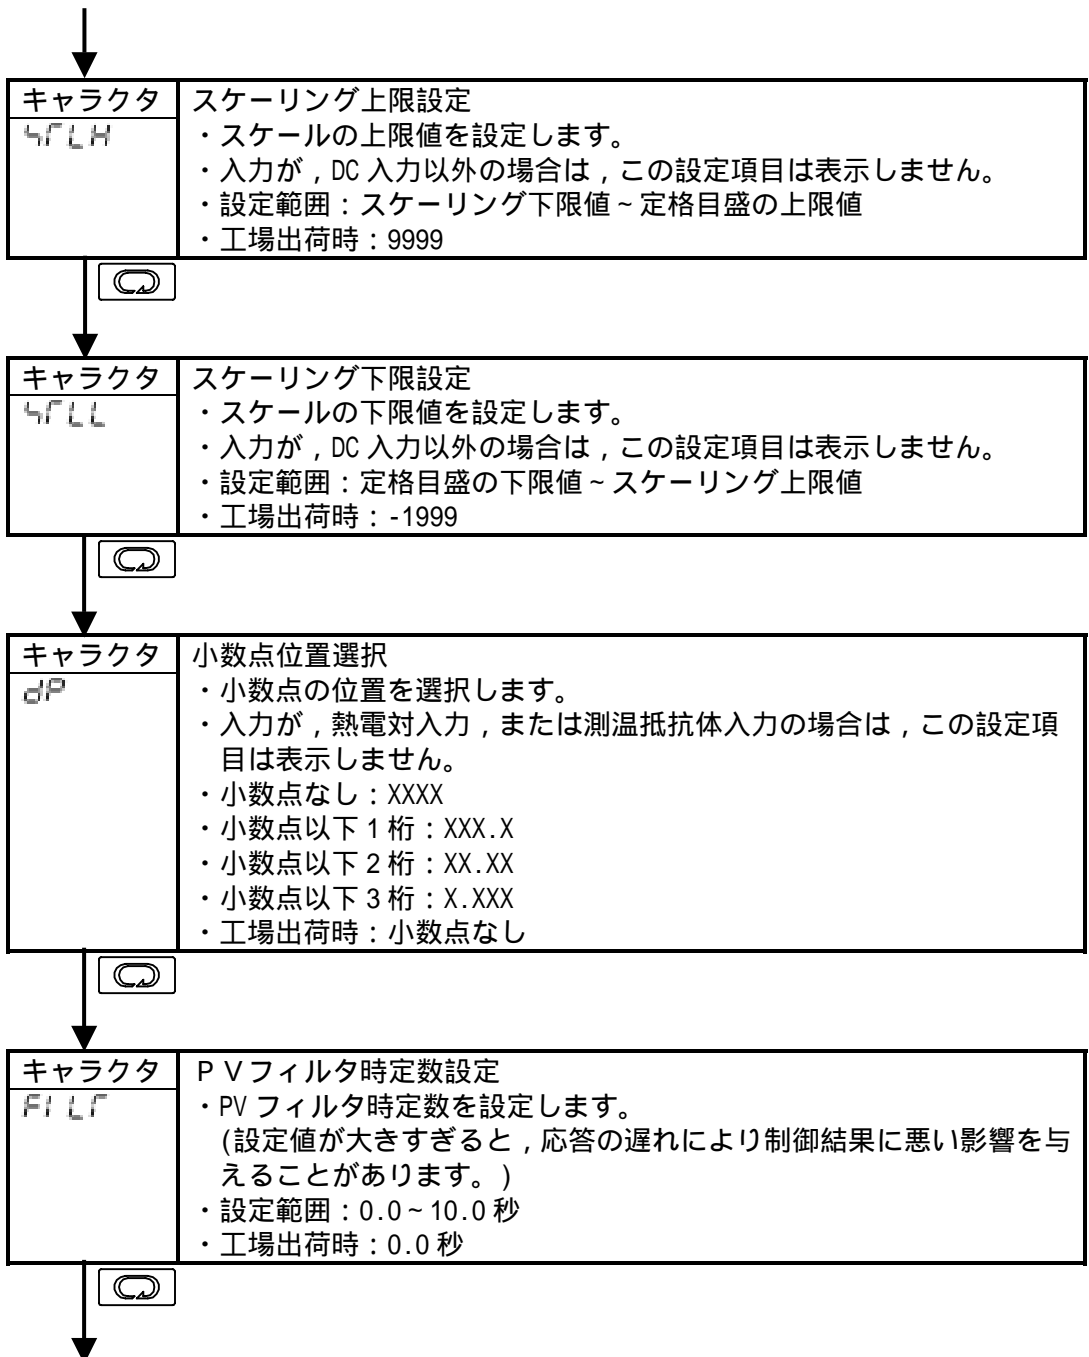 キャラクタ
スケーリング上限設定
SCLH
・スケールの上限値を設定します。
・入力が，DC入力以外の場合は，この設定項目は表示しません。
・設定範囲：スケーリング下限値～定格目盛の上限値
・工場出荷時：9999
キャラクタ
スケーリング下限設定
SCLL
・スケールの下限値を設定します。
・入力が，DC入力以外の場合は，この設定項目は表示しません。
・設定範囲：定格目盛の下限値～スケーリング上限値
・工場出荷時：-1999
キャラクタ
小数点位置選択
dP
・小数点の位置を選択します。
・入力が，熱電対入力，または測温抵抗体入力の場合は，この設定項
目は表示しません。
・小数点なし：XXXX
・小数点以下1桁：XXX.X
・小数点以下2桁：XX.XX
・小数点以下3桁：X.XXX
・工場出荷時：小数点なし
キャラクタ
ＰＶフィルタ時定数設定
FILT
・PVフィルタ時定数を設定します。
(設定値が大きすぎると，応答の遅れにより制御結果に悪い影響を与
えることがあります。)
・設定範囲：0.0～10.0秒
・工場出荷時：0.0秒